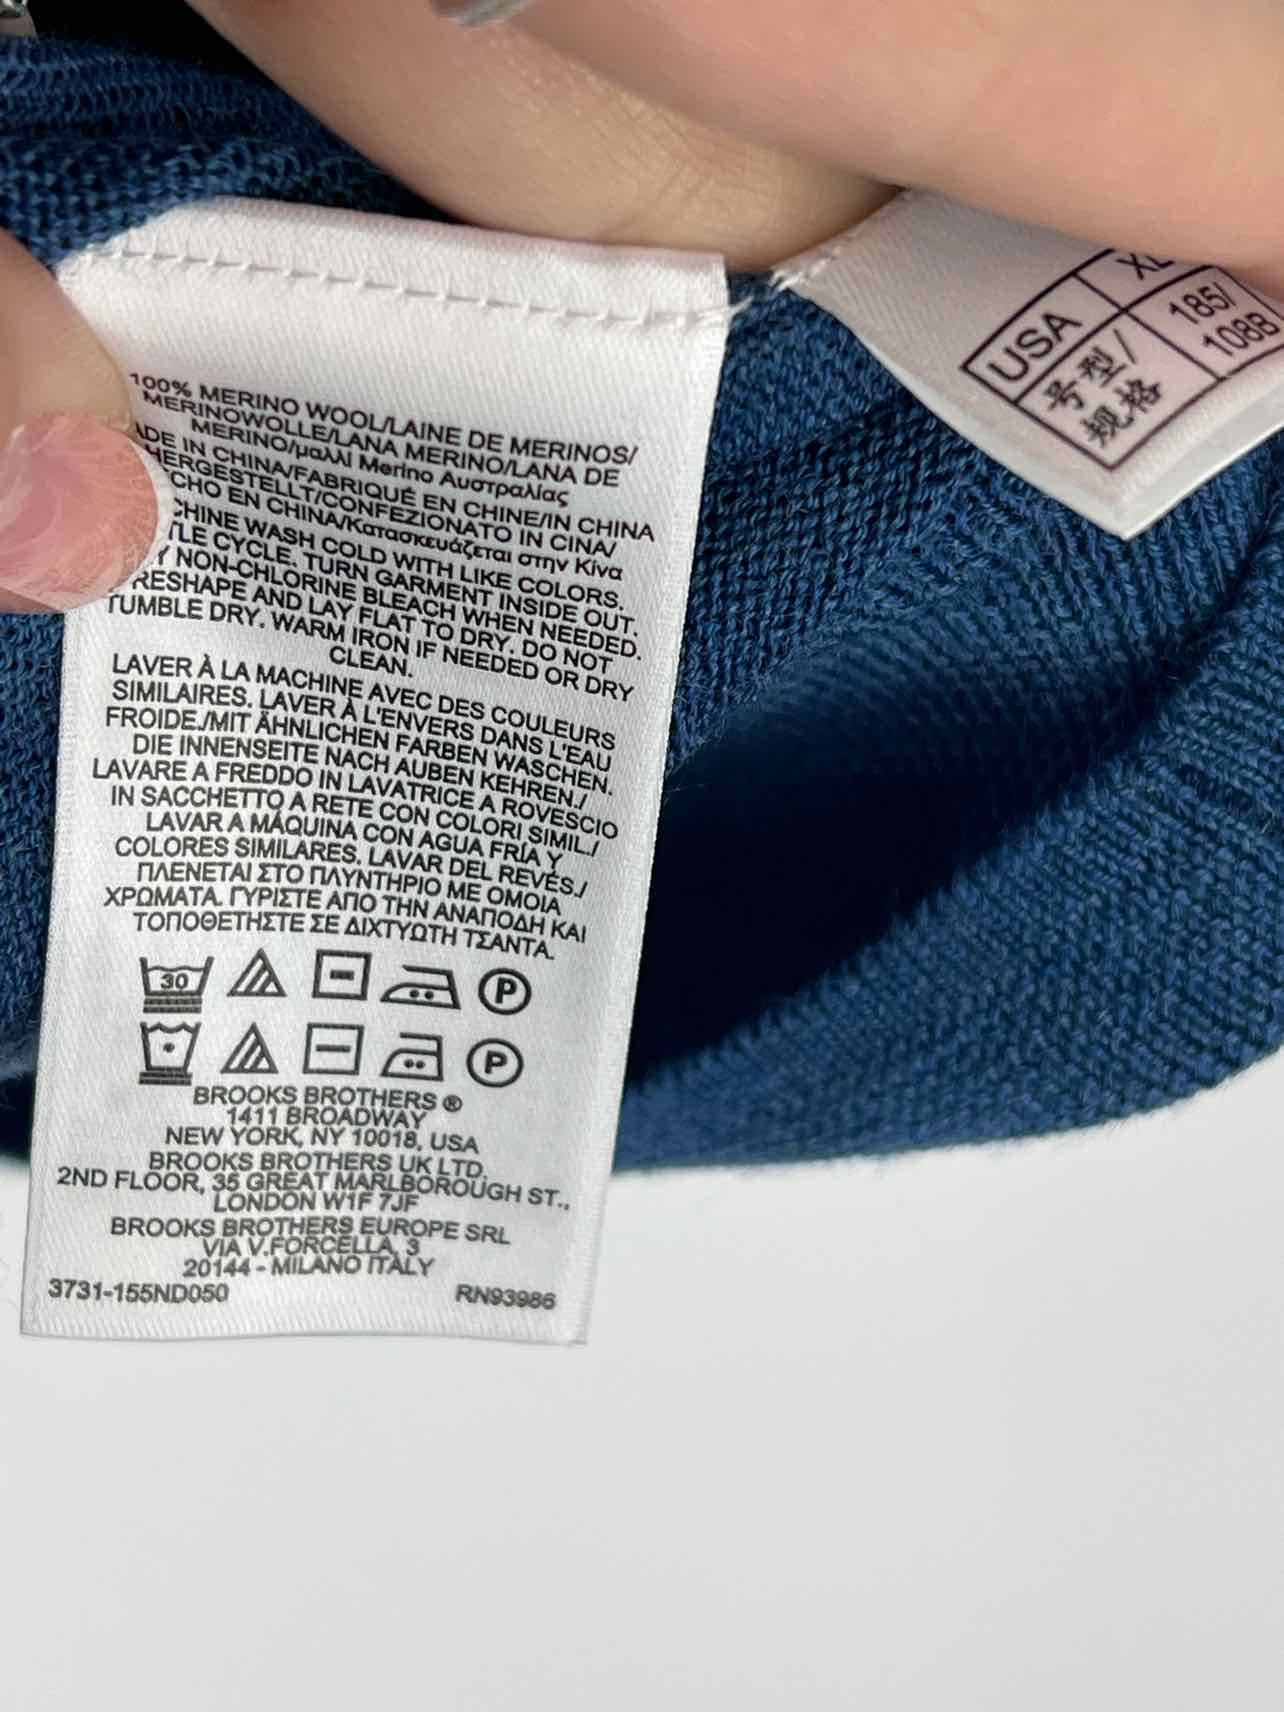 100% MERINO WOOL/LAINE DE MERINOS/
MERINOWOLLE/LANA MERINO/LANA DE
MERINO/μαλλί Merino Αυστραλίας
ADE IN CHINA/FABRIQUÉ EN CHINE/IN CHINA
HERGESTELLT/CONFEZIONATO IN CINA/
CHO EN CHINA/Κατασκευάζεται στην Κίνα
CHINE WASH COLD WITH LIKE COLORS.
TLE CYCLE. TURN GARMENT INSIDE OUT.
Y NON-CHLORINE BLEACH WHEN NEEDED.
RESHAPE AND LAY FLAT TO DRY. DO NOT
TUMBLE DRY. WARM IRON IF NEEDED OR DRY
CLEAN.
LAVER À LA MACHINE AVEC DES COULEURS
SIMILAIRES. LAVER À L'ENVERS DANS L'EAU
FROIDE./MIT ÄHNLICHEN FARBEN WASCHEN.
DIE INNENSEITE NACH AUBEN KEHREN./
LAVARE A FREDDO IN LAVATRICE A ROVESCIO
IN SACCHETTO A RETE CON COLORI SIMIL./
LAVAR A MÁQUINA CON AGUA FRÍA Y
COLORES SIMILARES. LAVAR DEL REVÉS./
ΠΛΕΝΕΤΑΙ ΣΤΟ ΠΛΥΝΤΗΡΙΟ ΜΕ ΟΜΟΙΑ
ΧΡΩΜΑΤΑ. ΓΥΡΙΣΤΕ ΑΠΟ ΤΗΝ ΑΝΑΠΟΔΗ ΚΑΙ
ΤΟΠΟΘΕΤΗΣΤΕ ΣΕ ΔΙΧΤΥΩΤΗ ΤΣΑΝΤΑ.
30 P
P
BROOKS BROTHERS ®
1411 BROADWAY
NEW YORK, NY 10018, USA
BROOKS BROTHERS UK LTD.
2ND FLOOR, 35 GREAT MARLBOROUGH ST.,
LONDON W1F 7JF
BROOKS BROTHERS EUROPE SRL
VIA V.FORCELLA, 3
20144 - MILANO ITALY
3731-155ND050 RN93986
USA XL
号型/ 185/
规格 108B